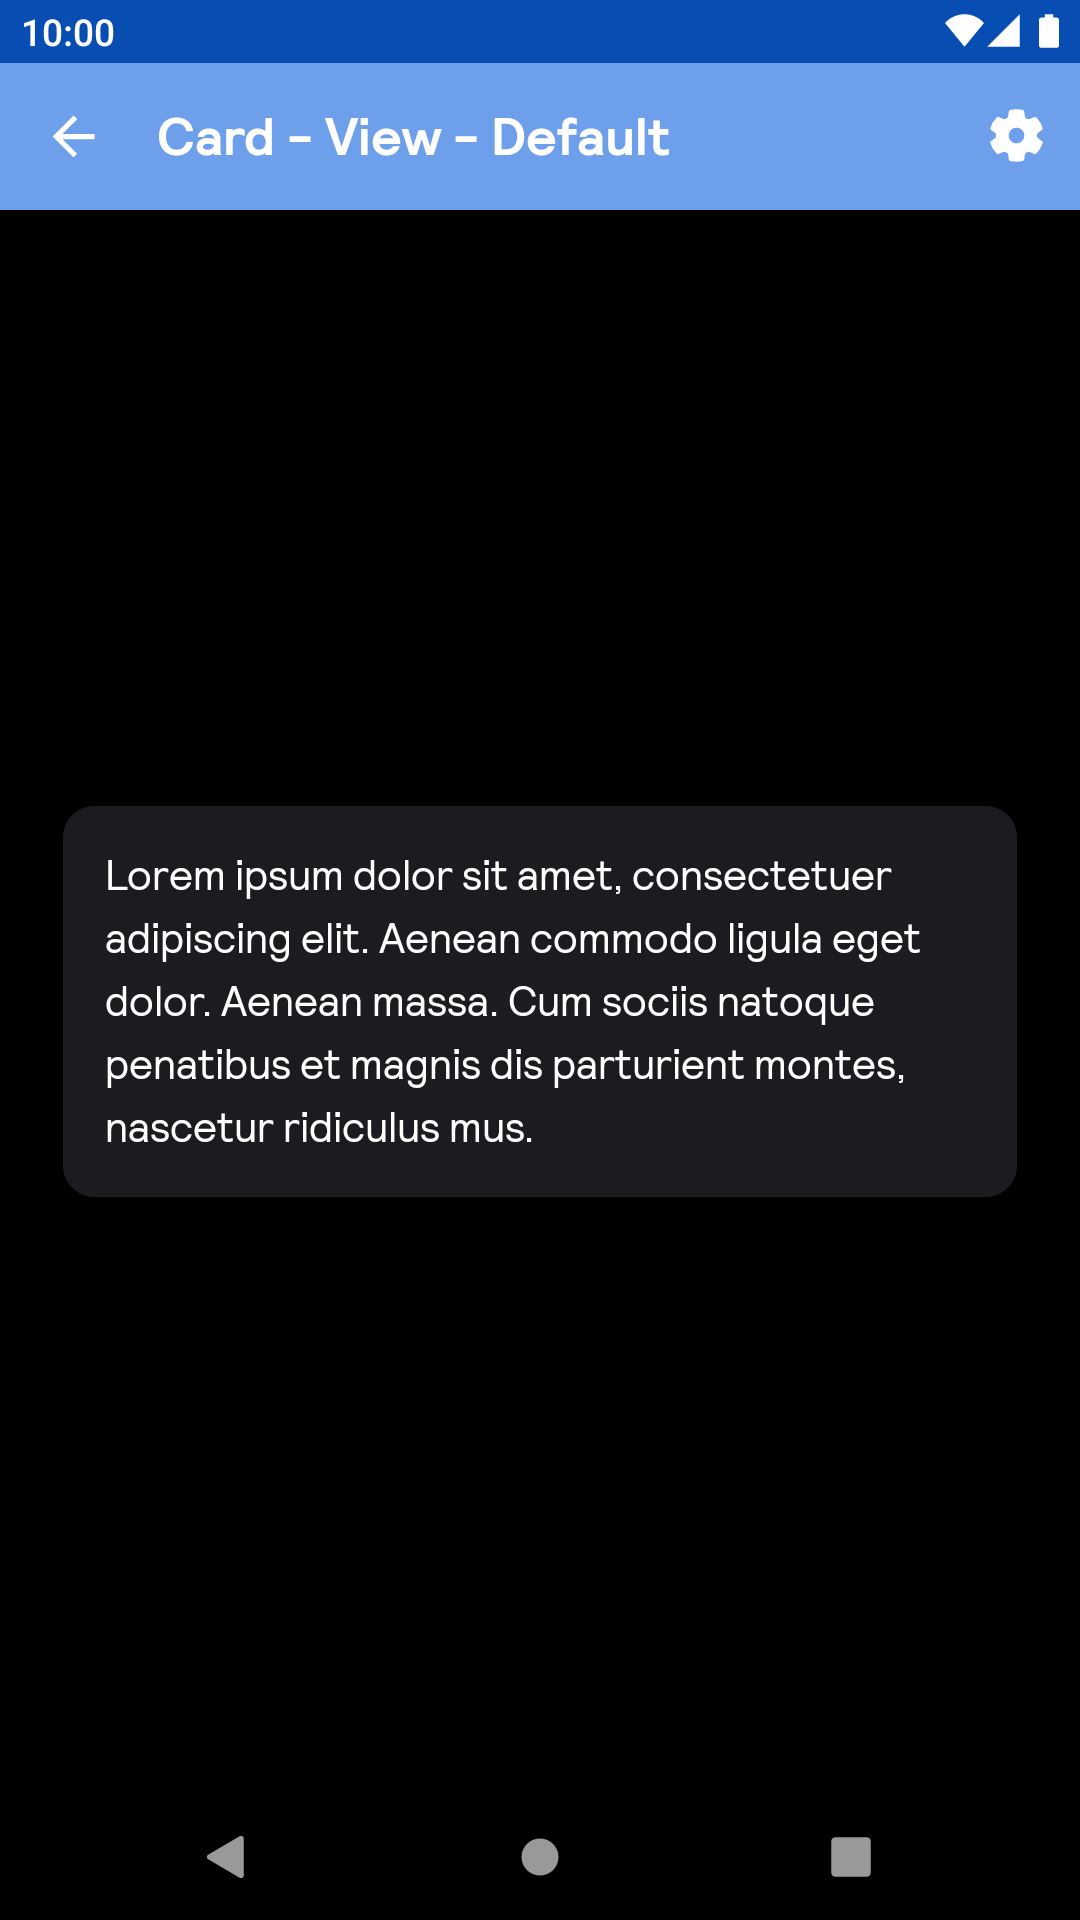 10:00
Card - View - Default
Lorem ipsum dolor sit amet, consectetuer
adipiscing elit. Aenean commodo ligula eget
dolor. Aenean massa. Cum sociis natoque
penatibus et magnis dis parturient montes,
nascetur ridiculus mus.